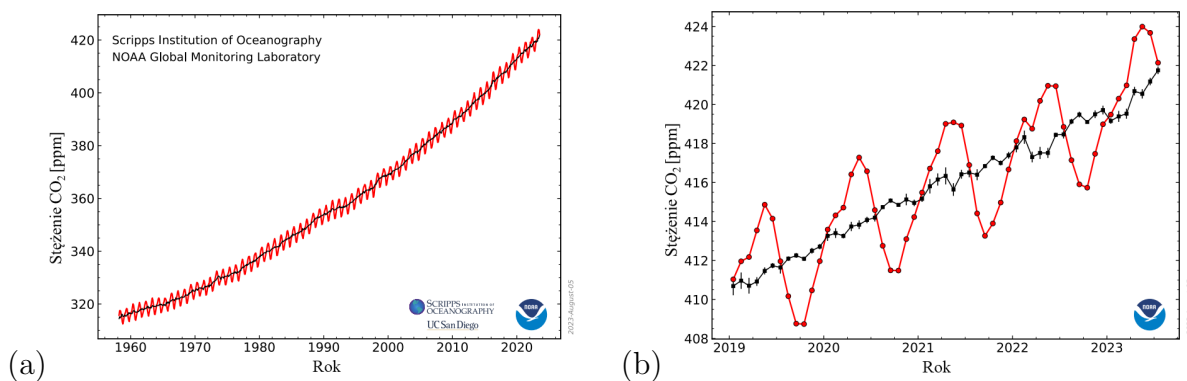 Scripps Institution of Oceanography
NOAA Global Monitoring Laboratory
Stężenie CO₂ [ppm]
420
400
380
360
340
320
1960
1970
1980
1990
2000
2010
2020
Rok
SCRIPPS INSTITUTION OF
OCEANOGRAPHY
UC San Diego
NOAA
2023-August-05
(a)
Stężenie CO₂ [ppm]
424
422
420
418
416
414
412
410
408
2019
2020
2021
2022
2023
Rok
NOAA
(b)